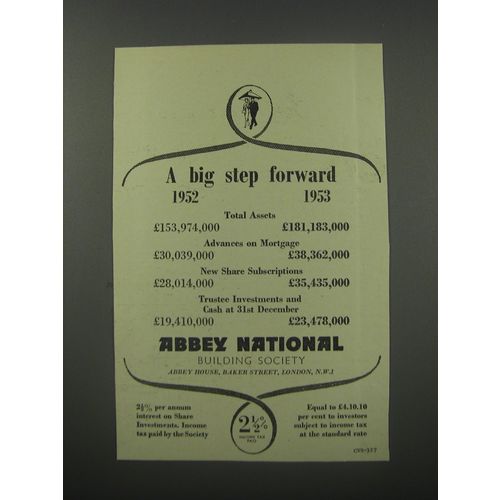 A big step forward
1952 1953
Total Assets
£153,974,000 £181,183,000
Advances on Mortgage
£30,039,000 £38,362,000
New Share Subscriptions
£28,014,000 £35,435,000
Trustee Investments and
Cash at 31st December
£19,410,000 £23,478,000
ABBEY NATIONAL
BUILDING SOCIETY
ABBEY HOUSE, BAKER STREET, LONDON, N.W.1
2½% per annum
interest on Share
Investments. Income
tax paid by the Society
2½%
INCOME TAX
PAID
Equal to £4.10.10
per cent to investors
subject to income tax
at the standard rate